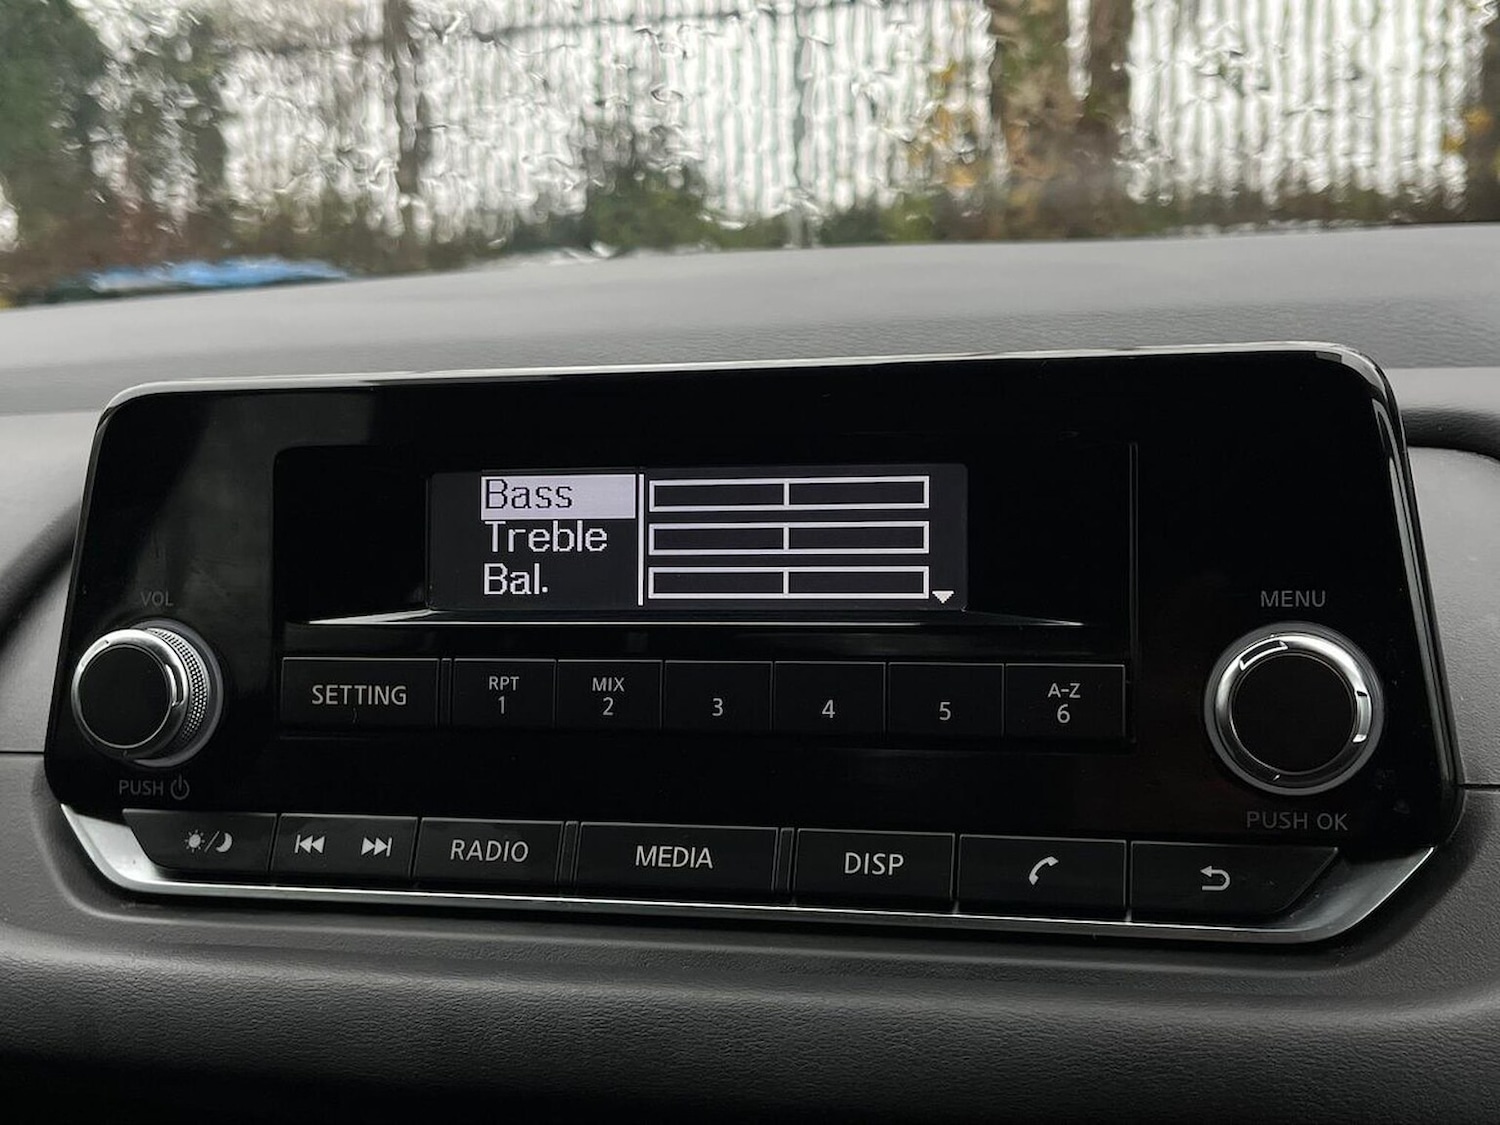 Bass
Treble
Bal.
VOL
MENU
SETTING
RPT
1
MIX
2
3
4
5
A-Z
6
PUSH
PUSH OK
RADIO
MEDIA
DISP